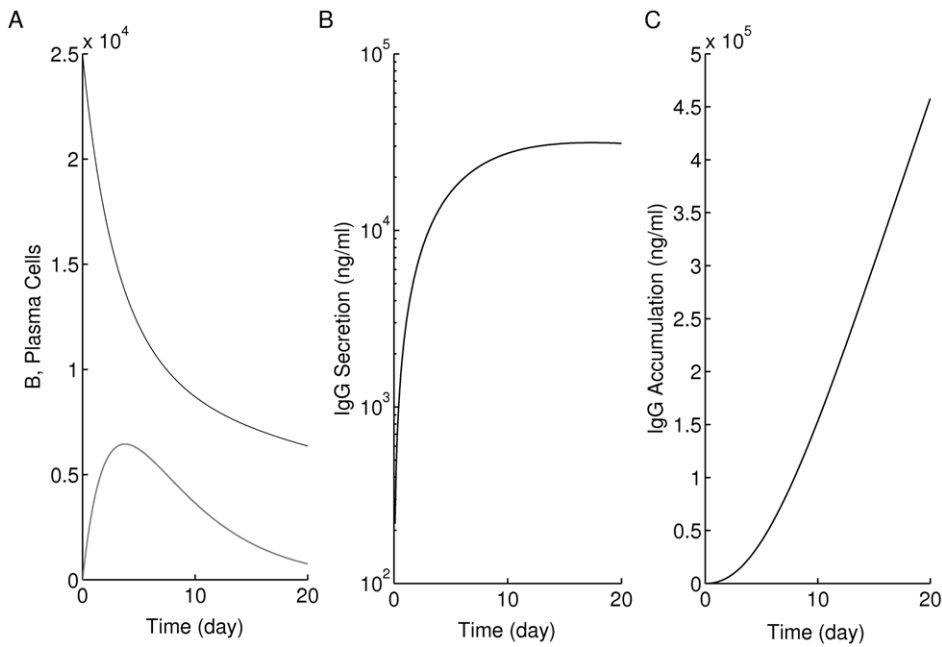 A
x 10^4
2.5
2
1.5
1
0.5
0
B, Plasma Cells
0
10
20
Time (day)
B
10^5
10^4
10^3
10^2
IgG Secretion (ng/ml)
0
10
20
Time (day)
C
x 10^5
5
4.5
4
3.5
3
2.5
2
1.5
1
0.5
0
IgG Accumulation (ng/ml)
0
10
20
Time (day)